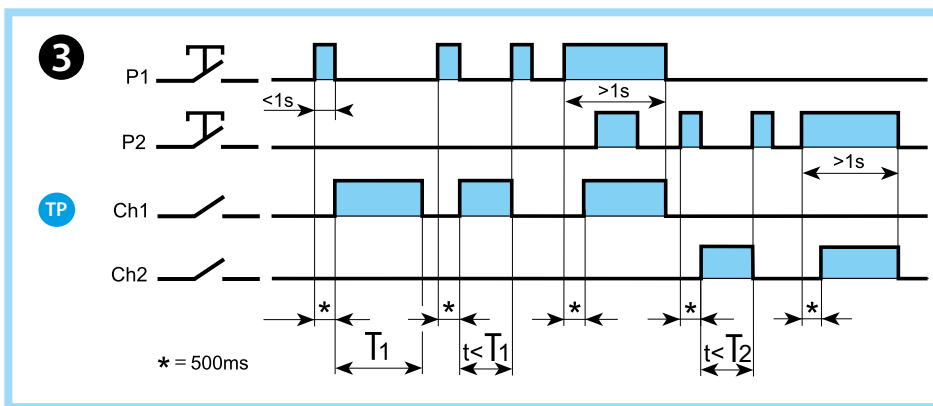 3
P1
<1s
>1s
P2
>1s
TP
Ch1
Ch2
* * * * *
T1 t<T1 t<T2
* = 500ms